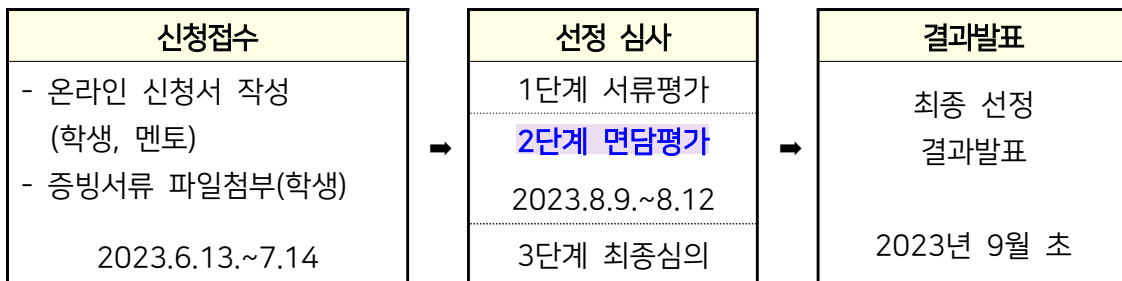 신청접수
- 온라인 신청서 작성
(학생, 멘토)
- 증빙서류 파일첨부(학생)
2023.6.13.~7.14
➡
선정 심사
1단계 서류평가
2단계 면담평가
2023.8.9.~8.12
3단계 최종심의
➡
결과발표
최종 선정
결과발표
2023년 9월 초